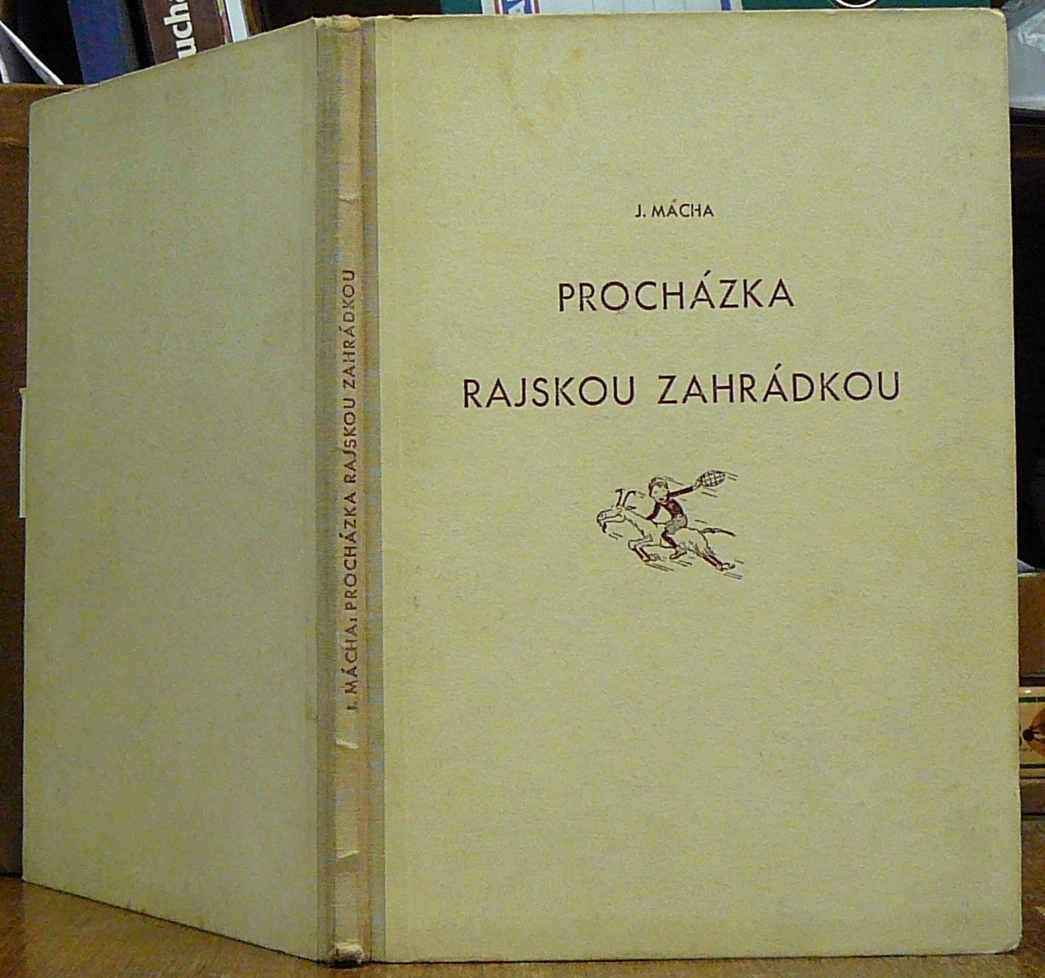 J. MÁCHA
PROCHÁZKA
RAJSKOU ZAHRÁDKOU
J. MÁCHA: PROCHÁZKA RAJSKOU ZAHRÁDKOU